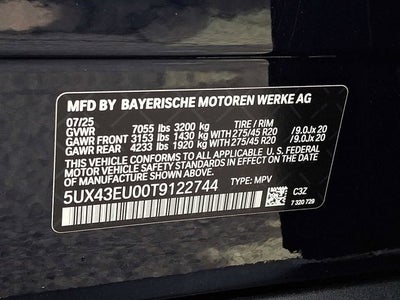 MFD BY BAYERISCHE MOTOREN WERKE AG
07/25 TIRE / RIM
GVWR 7055 lbs 3200 kg
GAWR FRONT 3153 lbs 1430 kg WITH 275/45 R20 /9.0Jx 20
GAWR REAR 4233 lbs 1920 kg WITH 275/45 R20 /9.0Jx 20
THIS VEHICLE CONFORMS TO ALL APPLICABLE U.S. FEDERAL
MOTOR VEHICLE SAFETY STANDARDS IN EFFECT ON THE
DATE OF MANUFACTURE SHOWN ABOVE.
5UX43EU00T9122744 TYPE: MPV
C3Z
7 320 729